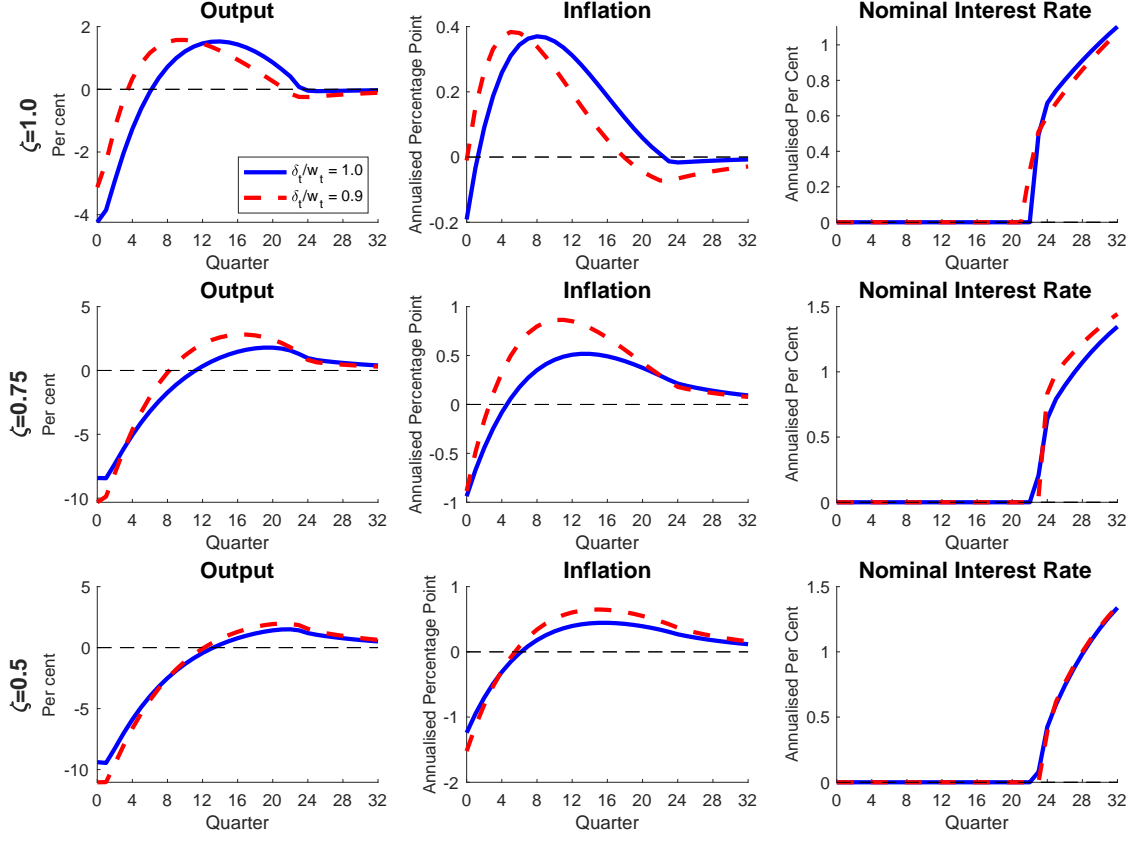 Output
Inflation
Nominal Interest Rate
ζ=1.0
Per cent
2
0
-2
-4
δt/wt = 1.0
δt/wt = 0.9
0 4 8 12 16 20 24 28 32
Quarter
Annualised Percentage Point
0.4
0.2
0
-0.2
0 4 8 12 16 20 24 28 32
Quarter
Annualised Per Cent
1
0.8
0.6
0.4
0.2
0
0 4 8 12 16 20 24 28 32
Quarter
Output
Inflation
Nominal Interest Rate
ζ=0.75
Per cent
5
0
-5
-10
0 4 8 12 16 20 24 28 32
Quarter
Annualised Percentage Point
1
0.5
0
-0.5
-1
0 4 8 12 16 20 24 28 32
Quarter
Annualised Per Cent
1.5
1
0.5
0
0 4 8 12 16 20 24 28 32
Quarter
Output
Inflation
Nominal Interest Rate
ζ=0.5
Per cent
5
0
-5
-10
0 4 8 12 16 20 24 28 32
Quarter
Annualised Percentage Point
1
0
-1
-2
0 4 8 12 16 20 24 28 32
Quarter
Annualised Per Cent
1.5
1
0.5
0
0 4 8 12 16 20 24 28 32
Quarter